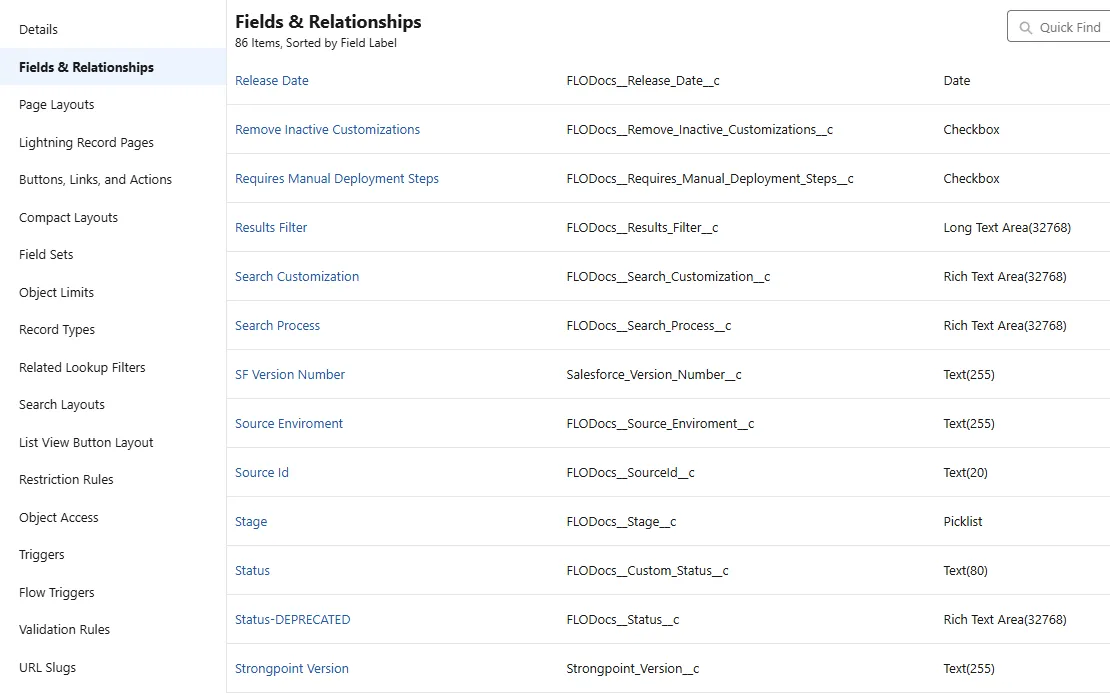 Details
Fields & Relationships
Page Layouts
Lightning Record Pages
Buttons, Links, and Actions
Compact Layouts
Field Sets
Object Limits
Record Types
Related Lookup Filters
Search Layouts
List View Button Layout
Restriction Rules
Object Access
Triggers
Flow Triggers
Validation Rules
URL Slugs
Fields & Relationships
86 Items, Sorted by Field Label
Quick Find
Release Date FLODocs__Release_Date__c Date
Remove Inactive Customizations FLODocs__Remove_Inactive_Customizations__c Checkbox
Requires Manual Deployment Steps FLODocs__Requires_Manual_Deployment_Steps__c Checkbox
Results Filter FLODocs__Results_Filter__c Long Text Area(32768)
Search Customization FLODocs__Search_Customization__c Rich Text Area(32768)
Search Process FLODocs__Search_Process__c Rich Text Area(32768)
SF Version Number Salesforce_Version_Number__c Text(255)
Source Enviroment FLODocs__Source_Enviroment__c Text(255)
Source Id FLODocs__SourceId__c Text(20)
Stage FLODocs__Stage__c Picklist
Status FLODocs__Custom_Status__c Text(80)
Status-DEPRECATED FLODocs__Status__c Rich Text Area(32768)
Strongpoint Version Strongpoint_Version__c Text(255)